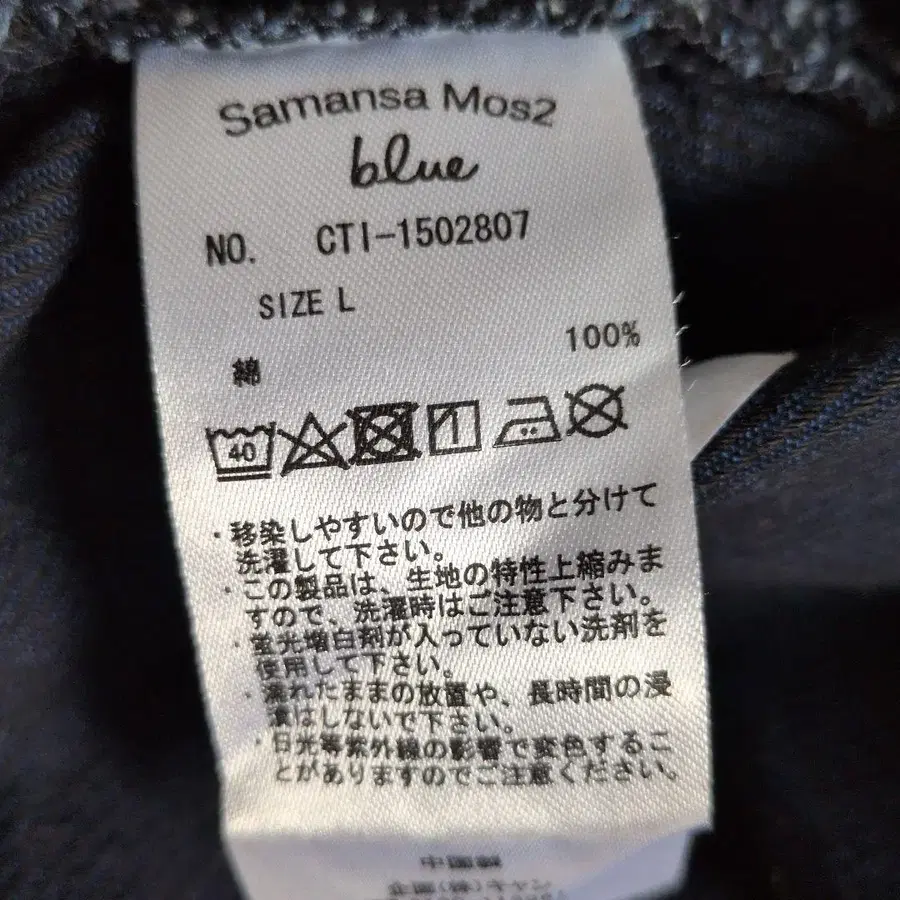 Samansa Mos2
blue
NO. CTI-1502807
SIZE L
綿 100%
40
・移染しやすいので他の物と分けて
洗濯して下さい。
・この製品は、生地の特性上縮みま
すので、洗濯時はご注意下さい。
・蛍光増白剤が入っていない洗剤を
使用して下さい。
・濡れたままの放置や、長時間の浸
漬はしないで下さい。
・日光等紫外線の影響で変色するこ
とがありますのでご注意ください。
中国製
企画(株)キャン